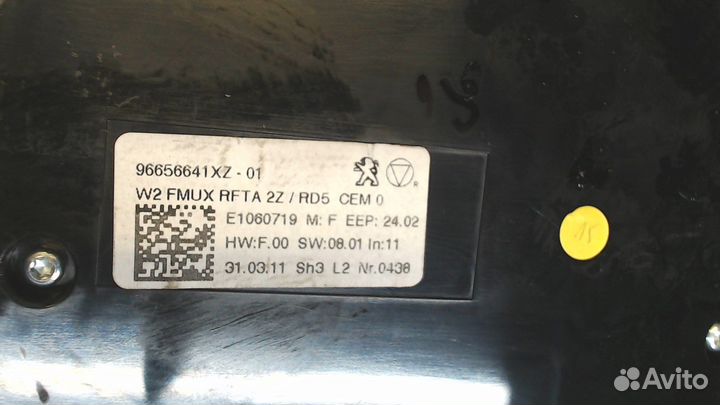 96656641XZ - 01
W2 FMUX RFTA 2Z / RD5 CEM 0
E1060719 M: F EEP: 24.02
HW:F.00 SW:08.01 In:11
31.03.11 Sh3 L2 Nr.0438
15
Avito